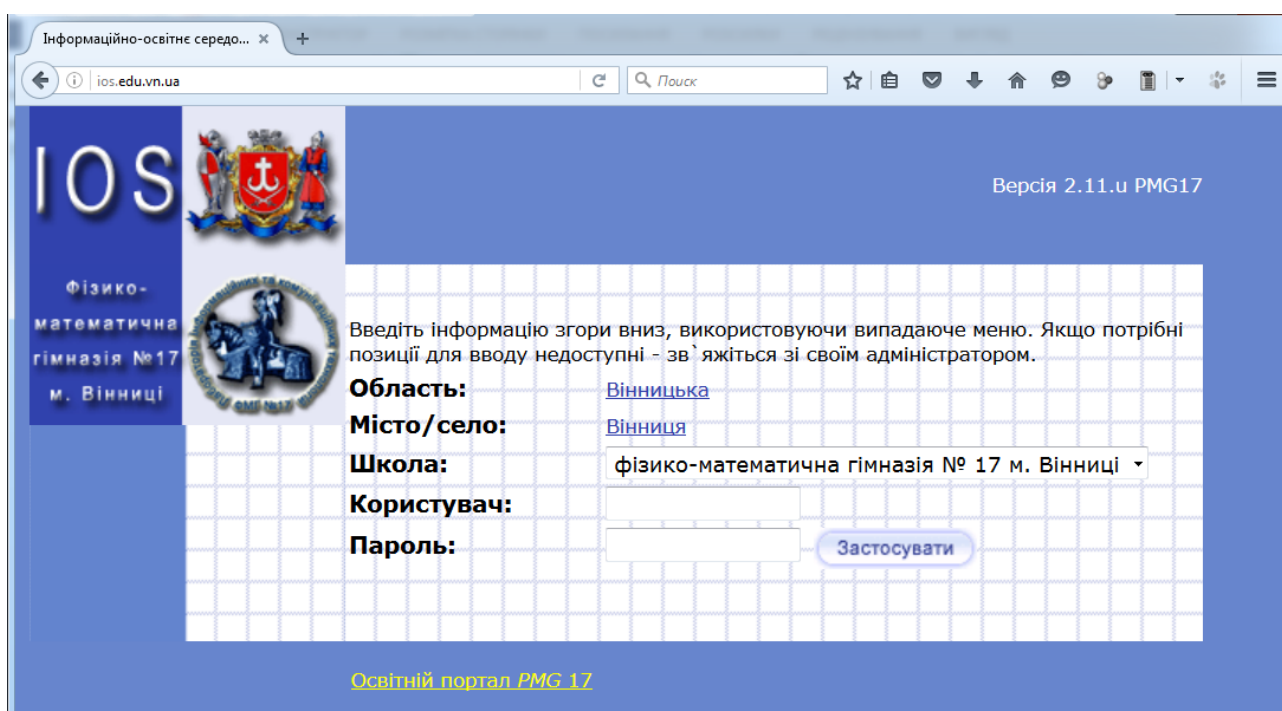 Інформаційно-освітнє середо...
ios.edu.vn.ua
Поиск
IOS
Версія 2.11.u PMG17
Фізико-
математична
гімназія №17
м. Вінниці
ФМГ №17
Введіть інформацію згори вниз, використовуючи випадаюче меню. Якщо потрібні
позиції для вводу недоступні - зв`яжіться зі своїм адміністратором.
Область: Вінницька
Місто/село: Вінниця
Школа: фізико-математична гімназія № 17 м. Вінниці
Користувач:
Пароль: Застосувати
Освітній портал PMG 17